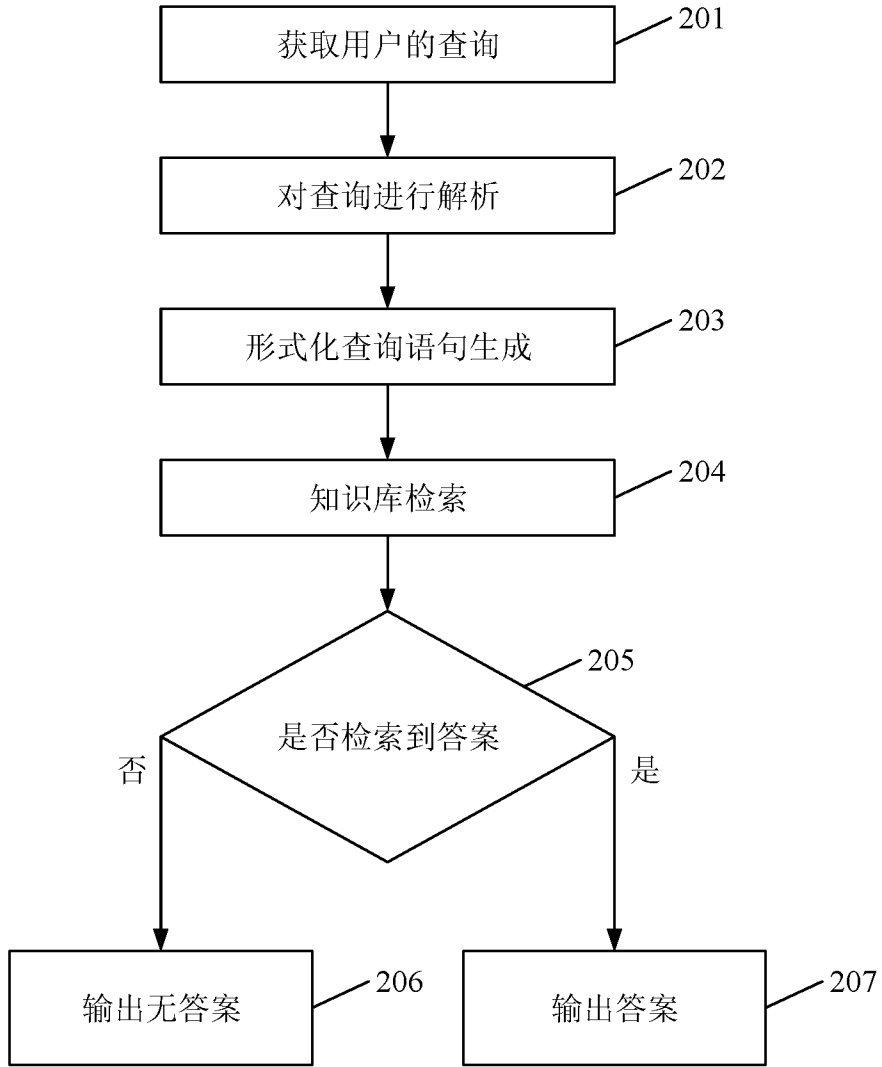 获取用户的查询
201
对查询进行解析
202
形式化查询语句生成
203
知识库检索
204
是否检索到答案
205
否
是
输出无答案
206
输出答案
207